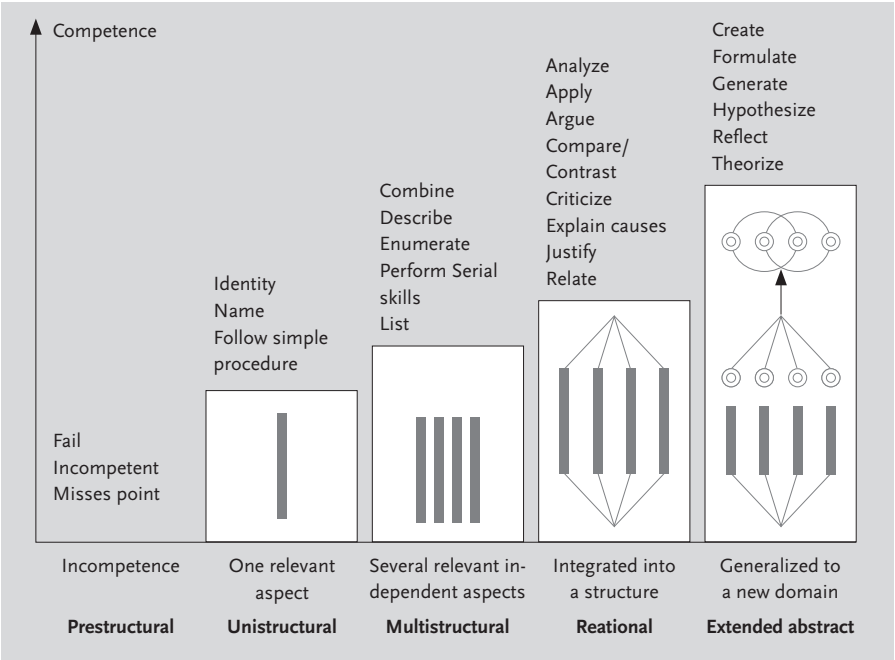 Competence
Fail
Incompetent
Misses point
Identity
Name
Follow simple
procedure
Combine
Describe
Enumerate
Perform Serial
skills
List
Analyze
Apply
Argue
Compare/
Contrast
Criticize
Explain causes
Justify
Relate
Create
Formulate
Generate
Hypothesize
Reflect
Theorize
Incompetence
One relevant
aspect
Several relevant in-
dependent aspects
Integrated into
a structure
Generalized to
a new domain
Prestructural
Unistructural
Multistructural
Reational
Extended abstract